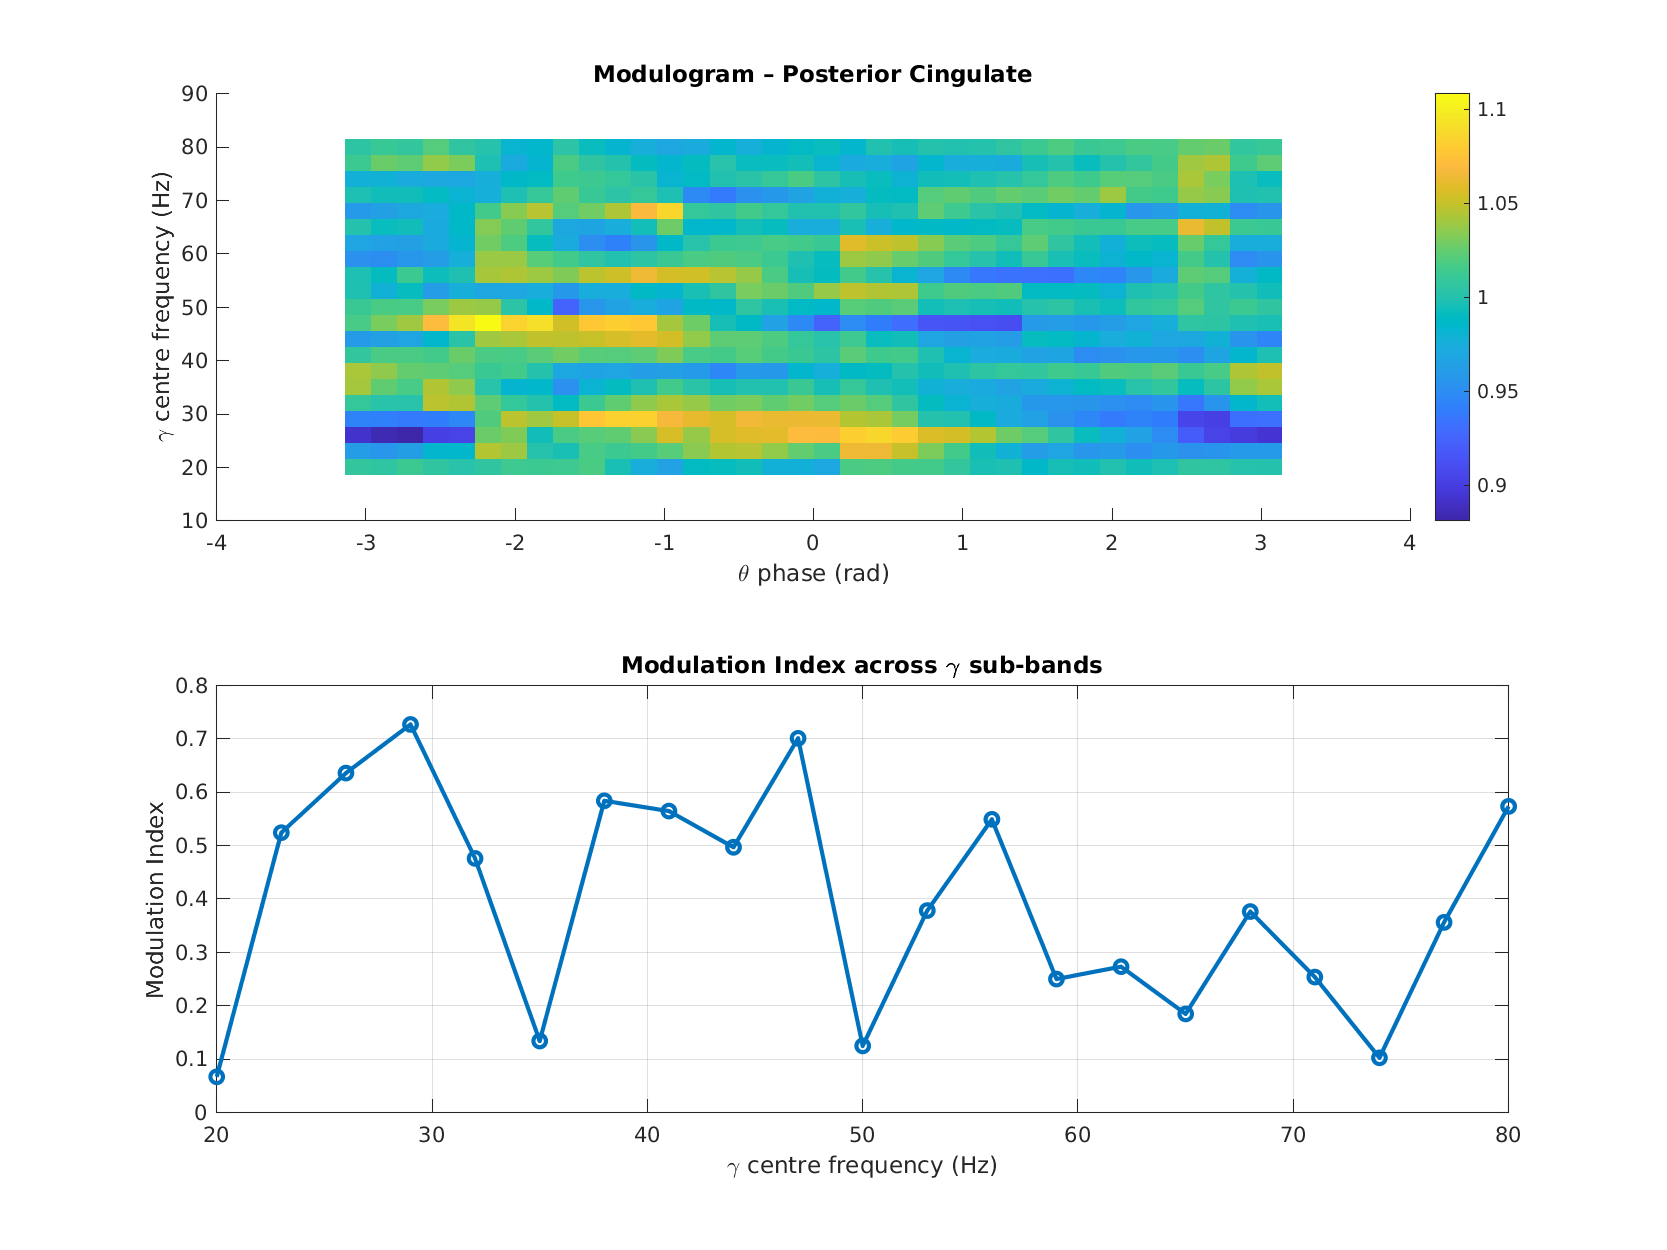 Modulogram – Posterior Cingulate
γ centre frequency (Hz)
90
80
70
60
50
40
30
20
10
-4 -3 -2 -1 0 1 2 3 4
θ phase (rad)
1.1
1.05
1
0.95
0.9
Modulation Index across γ sub-bands
Modulation Index
0.8
0.7
0.6
0.5
0.4
0.3
0.2
0.1
0
20 30 40 50 60 70 80
γ centre frequency (Hz)